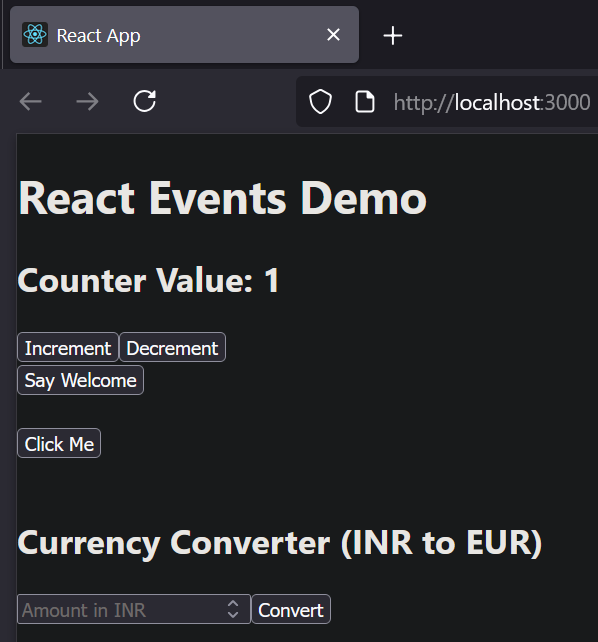 React App
http://localhost:3000
React Events Demo
Counter Value: 1
Increment Decrement
Say Welcome
Click Me
Currency Converter (INR to EUR)
Amount in INR Convert